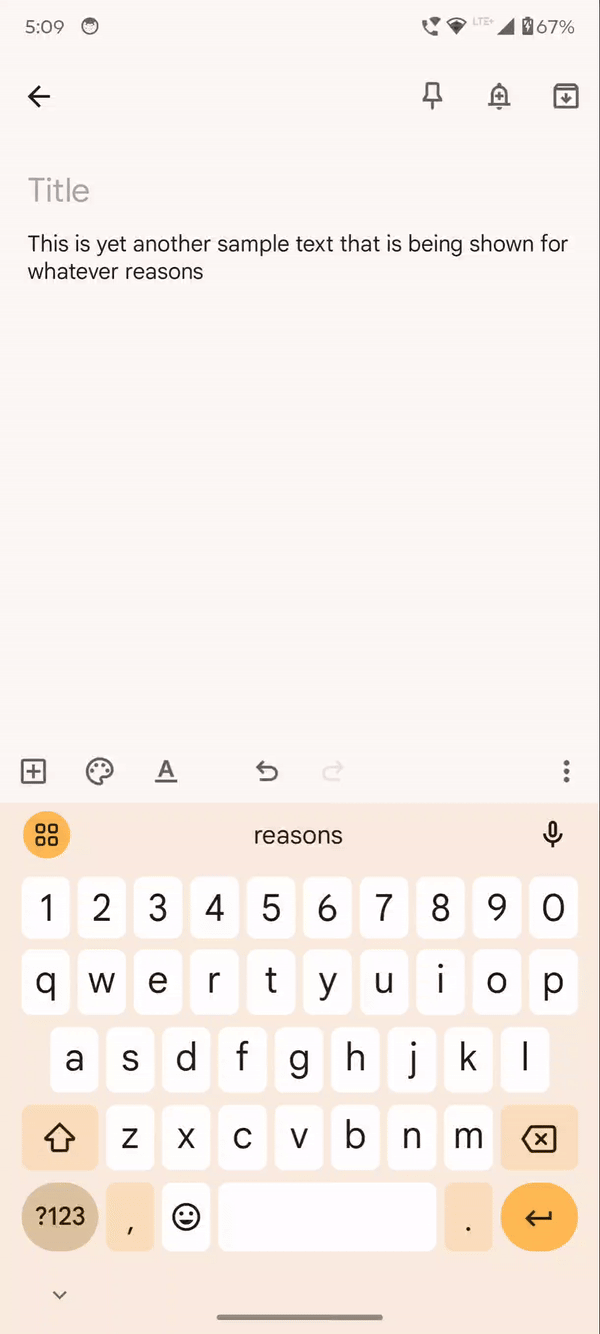 5:09
LTE+
67%
Title
This is yet another sample text that is being shown for
whatever reasons
reasons
1 2 3 4 5 6 7 8 9 0
q w e r t y u i o p
a s d f g h j k l
z x c v b n m
?123 , .